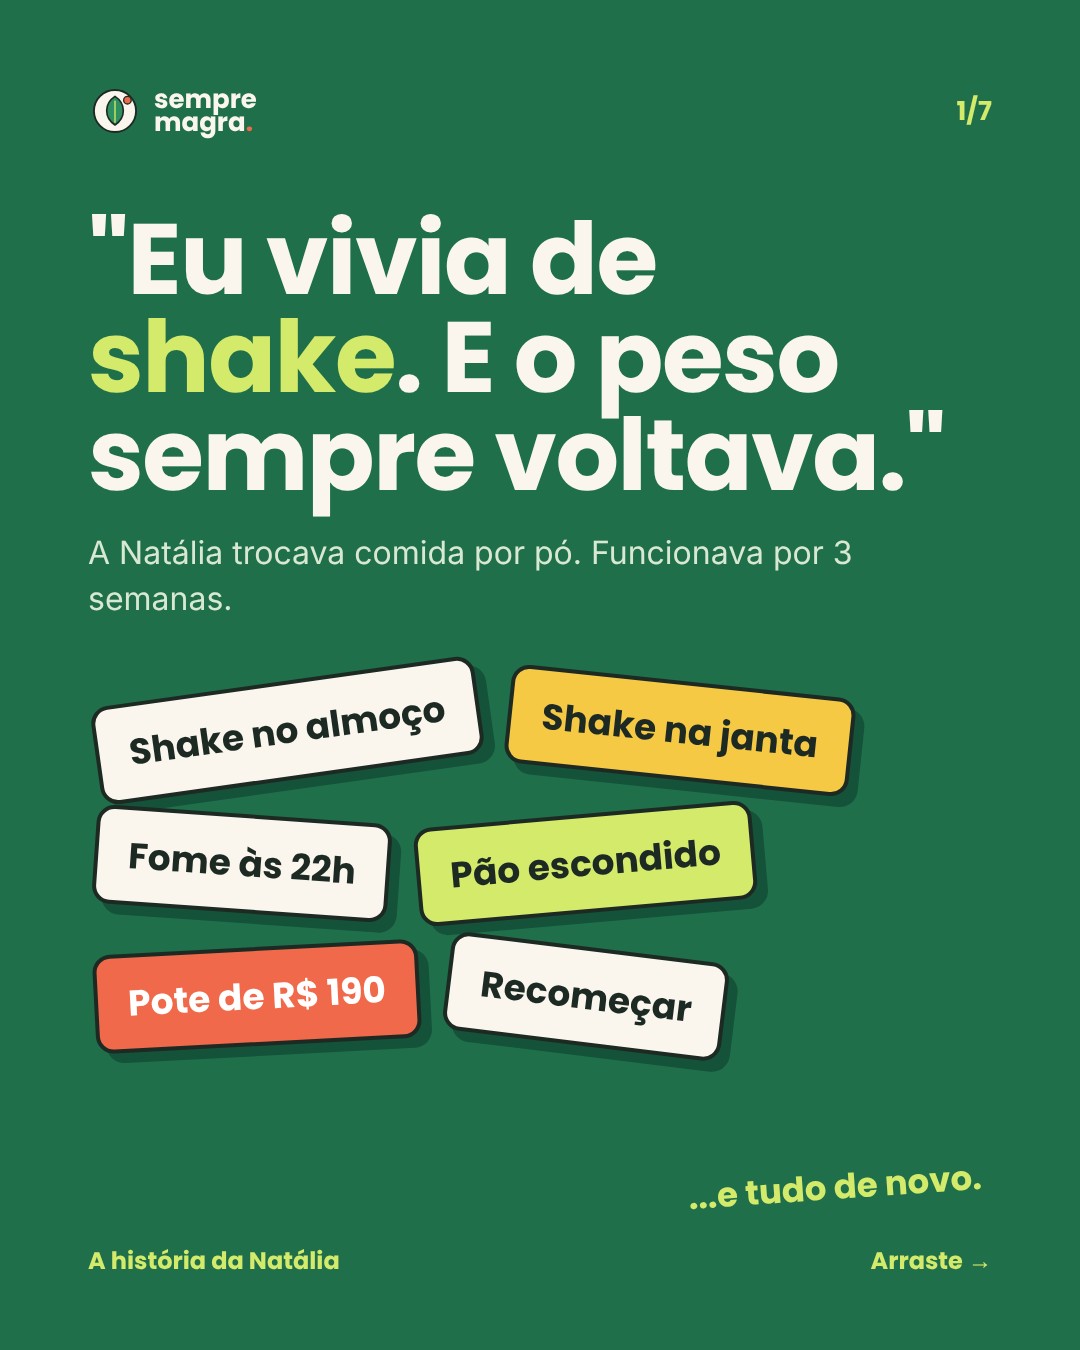 sempre
magra.
1/7
"Eu vivia de
shake. E o peso
sempre voltava."
A Natália trocava comida por pó. Funcionava por 3
semanas.
Shake no almoço
Shake na janta
Fome às 22h
Pão escondido
Pote de R$ 190
Recomeçar
...e tudo de novo.
A história da Natália
Arraste →